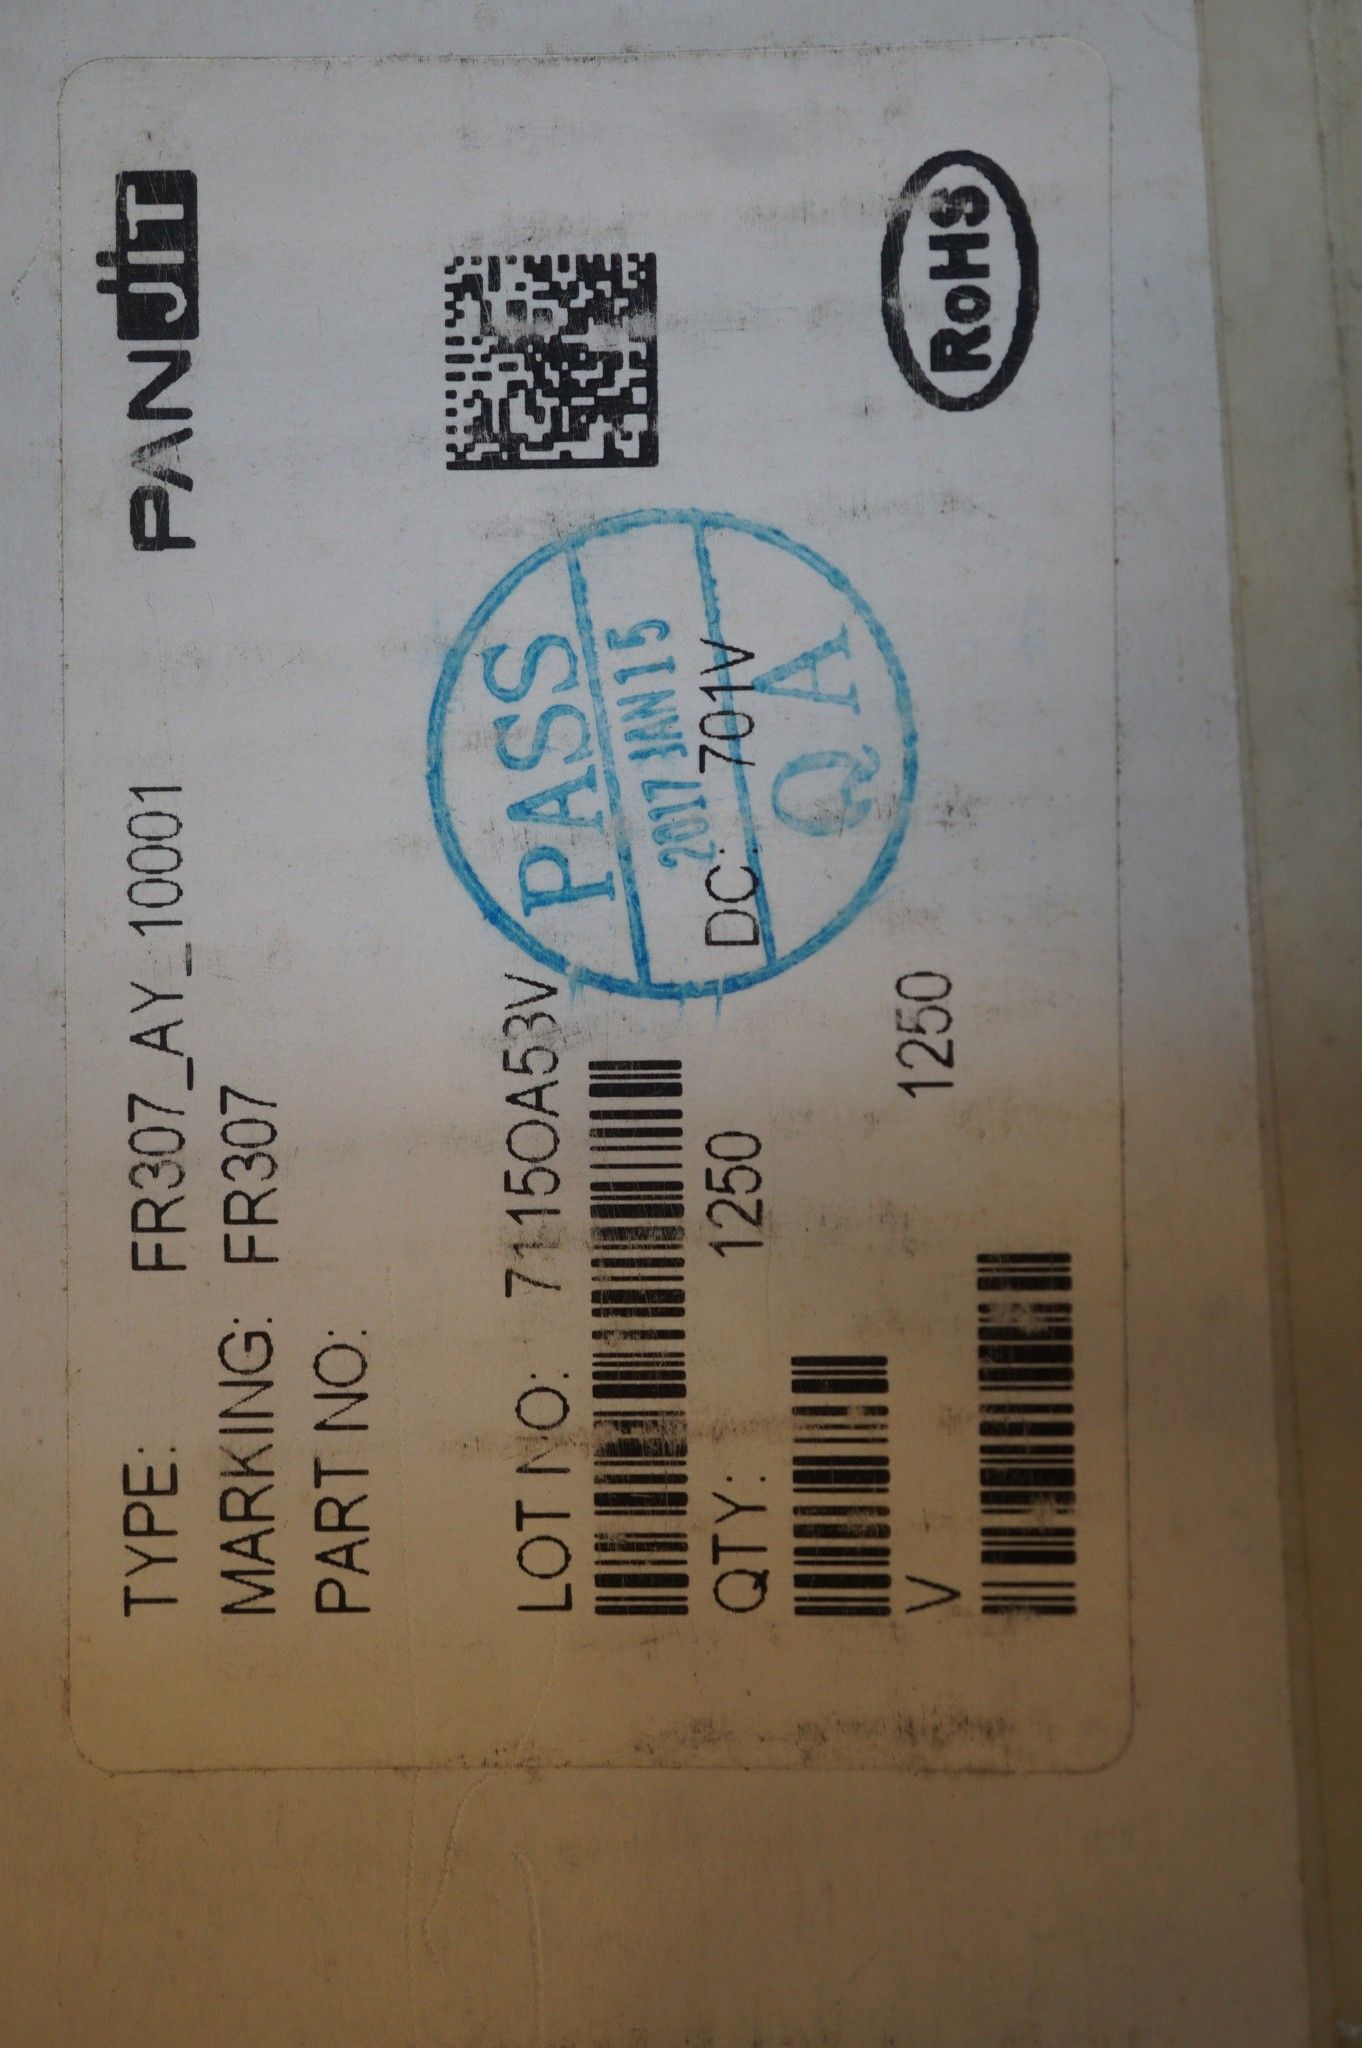 TYPE: FR307_AY_10001
PANJIT
MARKING: FR307
PART NO:
LOT NO: 7115OA53V
PASS
2017 JAN 15
QA
QTY: 1250 DC: 701V
V 1250
RoHS